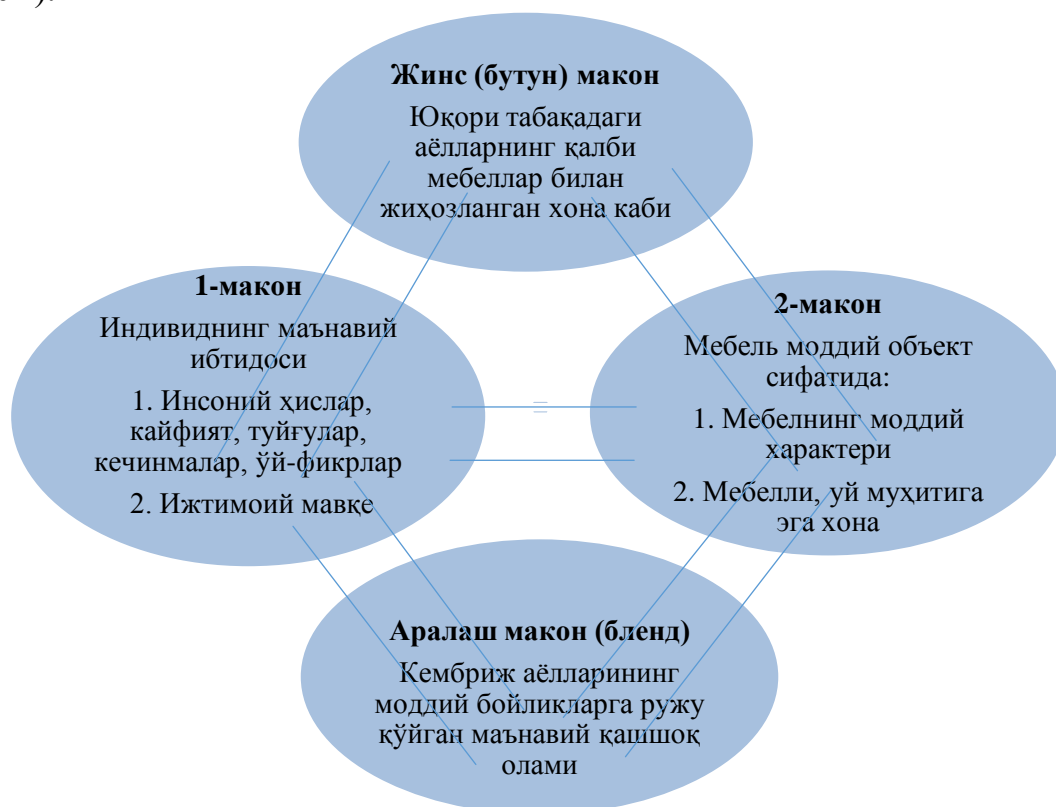 Жинс (бутун) макон
Юқори табақадаги
аёлларнинг қалби
мебеллар билан
жиҳозланган хона каби
1-макон
Индивиднинг маънавий
ибтидоси
1. Инсоний ҳислар,
кайфият, туйғулар,
кечинмалар, ўй-фикрлар
2. Ижтимоий мавқе
2-макон
Мебель моддий объект
сифатида:
1. Мебелнинг моддий
характери
2. Мебелли, уй муҳитига
эга хона
Аралаш макон (бленд)
Кембриж аёлларининг
моддий бойликларга ружу
қўйган маънавий қашшоқ
олами